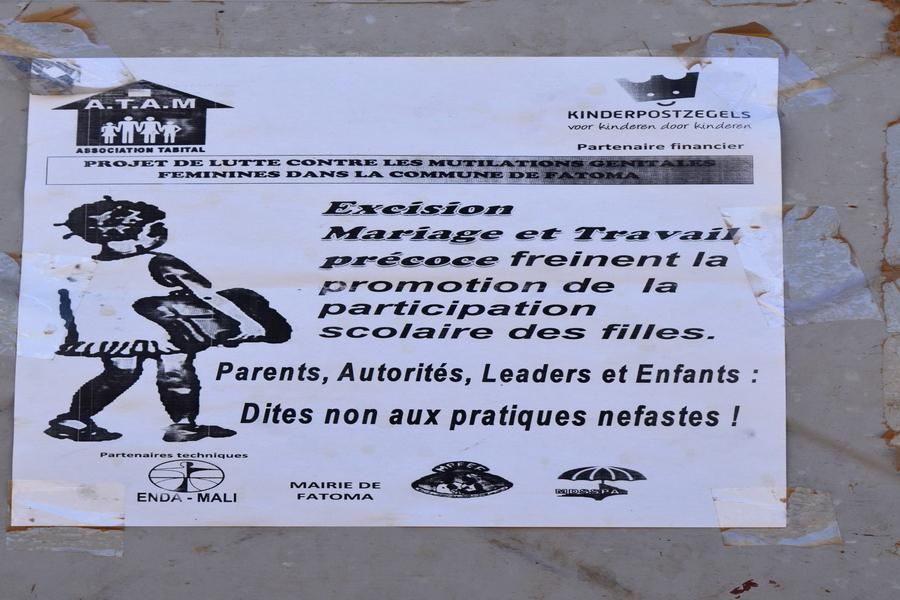 A.T.A.M
ASSOCIATION TABITAL
KINDERPOSTZEGELS
voor kinderen door kinderen
Partenaire financier
PROJET DE LUTTE CONTRE LES MUTILATIONS GENITALES
FEMININES DANS LA COMMUNE DE FATOMA
Excision
Mariage et Travail
précoce freinent la
promotion de la
participation
scolaire des filles.
Parents, Autorités, Leaders et Enfants :
Dites non aux pratiques nefastes !
Partenaires techniques
ENDA - MALI
MAIRIE DE
FATOMA
MPFEF